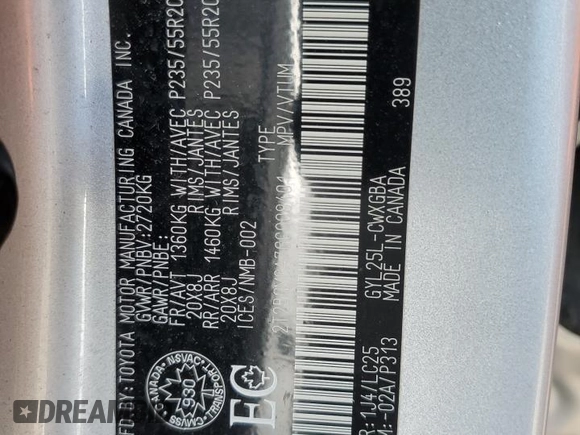 MFD.BY:TOYOTA MOTOR MANUFACTURING CANADA INC.
GVWR/PNBV:2720KG
GAWR/PNBE:
FR/AVT 1360KG WITH/AVEC P235/55R20
20X8J RIMS/JANTES
RR/ARR 1460KG WITH/AVEC P235/55R20
20X8J RIMS/JANTES
ICES/NMB-002
TYPE
MPV/VTUM
CANADA
NSVAC
930
CMVSS
TRANSPORT
EC
R:1J4/LC25
GYL25L-CWXGBA
M:-02A/P313
MADE IN CANADA
389
DREAM